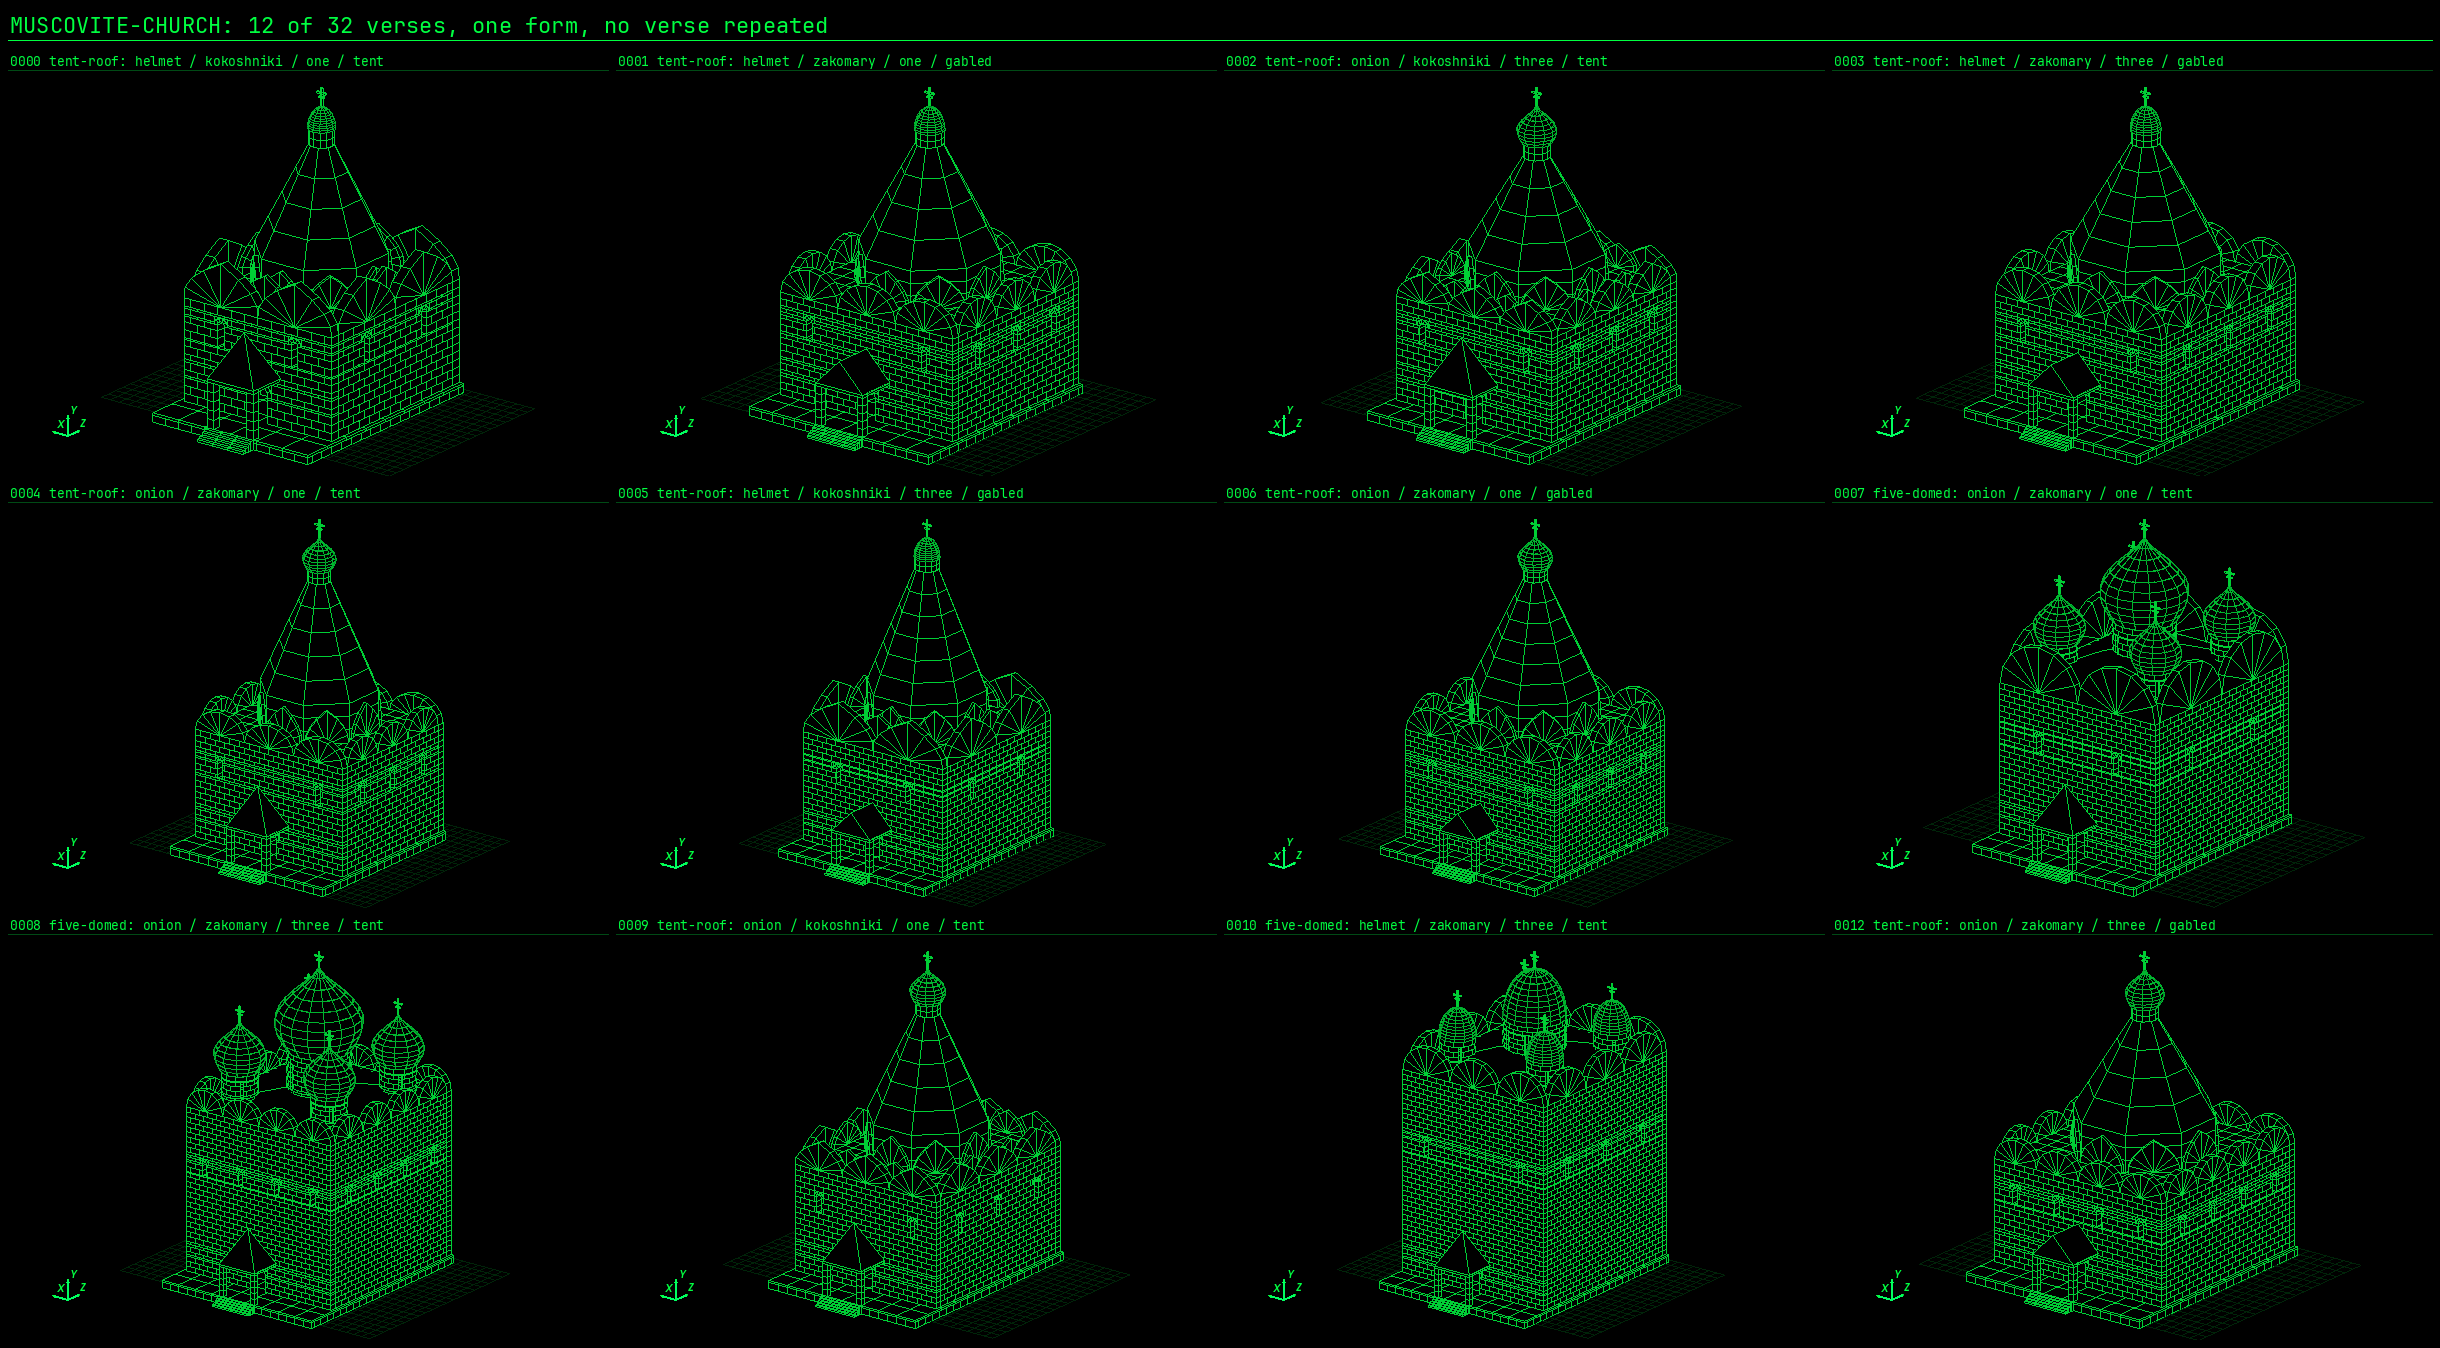 MUSCOVITE-CHURCH: 12 of 32 verses, one form, no verse repeated
0000 tent-roof: helmet / kokoshniki / one / tent
0001 tent-roof: helmet / zakomary / one / gabled
0002 tent-roof: onion / kokoshniki / three / tent
0003 tent-roof: helmet / zakomary / three / gabled
Y
X Z
Y
X Z
Y
X Z
Y
X Z
0004 tent-roof: onion / zakomary / one / tent
0005 tent-roof: helmet / kokoshniki / three / gabled
0006 tent-roof: onion / zakomary / one / gabled
0007 five-domed: onion / zakomary / one / tent
Y
X Z
Y
X Z
Y
X Z
Y
X Z
0008 five-domed: onion / zakomary / three / tent
0009 tent-roof: onion / kokoshniki / one / tent
0010 five-domed: helmet / zakomary / three / tent
0012 tent-roof: onion / zakomary / three / gabled
Y
X Z
Y
X Z
Y
X Z
Y
X Z